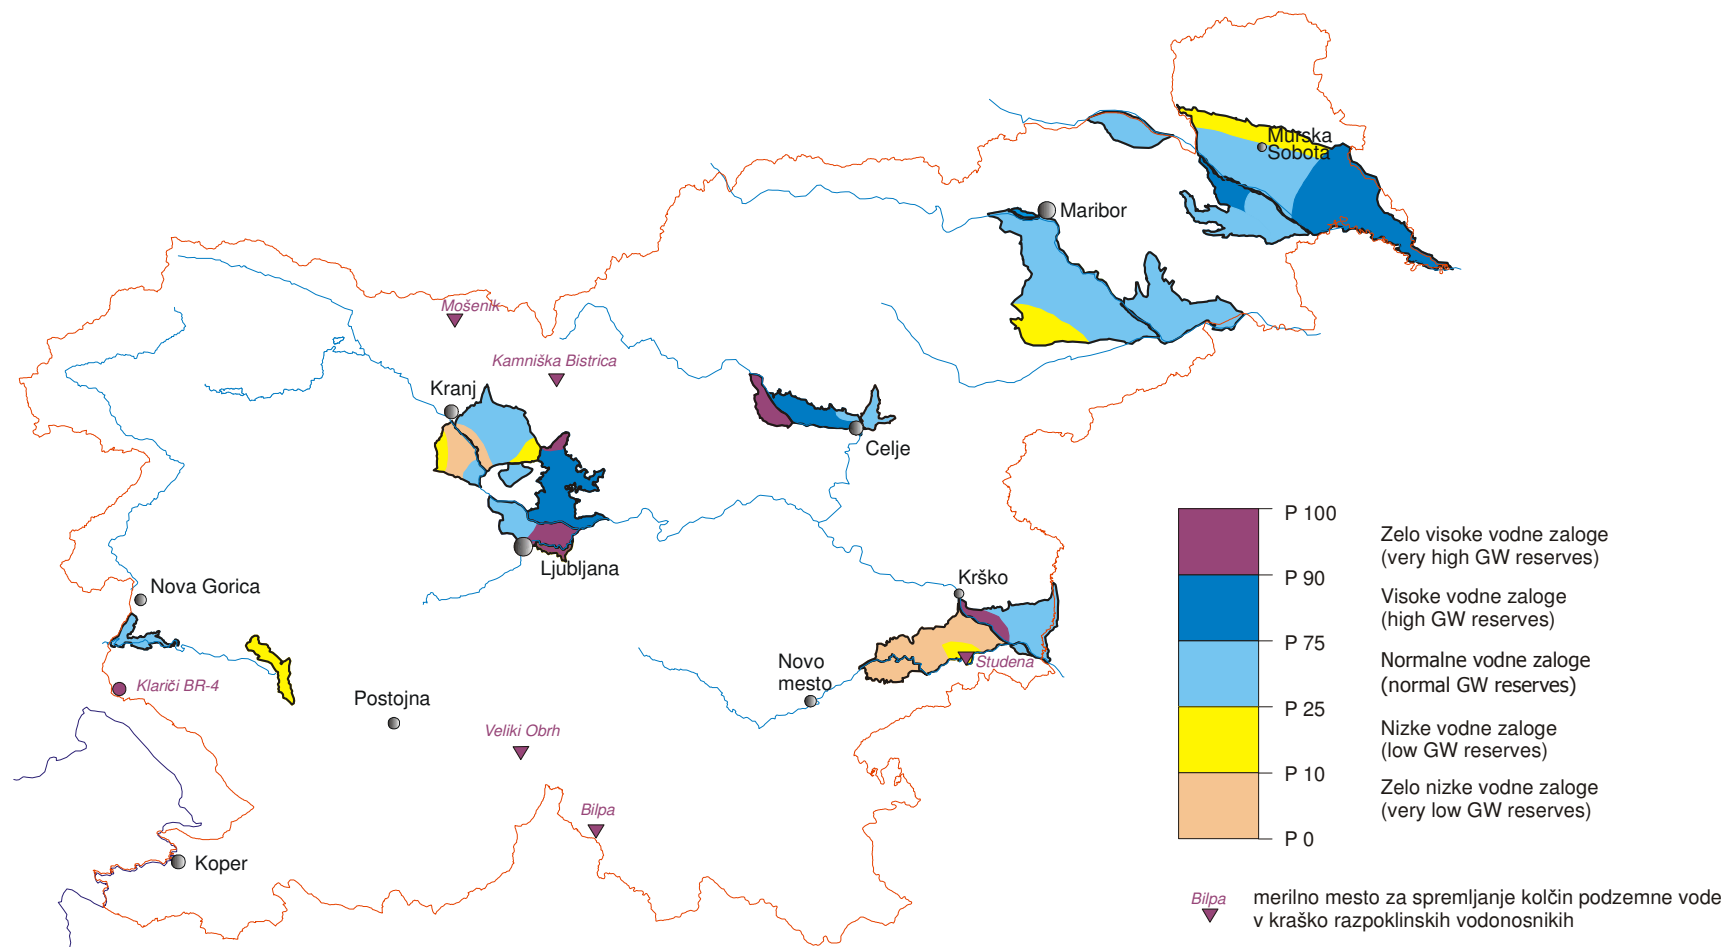 Murska
Sobota
Maribor
Mošenik
Kamniška Bistrica
Kranj
Celje
Ljubljana
Nova Gorica
Krško
Studena
Novo
mesto
Klariči BR-4
Postojna
Veliki Obrh
Bilpa
Koper
P 100
Zelo visoke vodne zaloge
(very high GW reserves)
P 90
Visoke vodne zaloge
(high GW reserves)
P 75
Normalne vodne zaloge
(normal GW reserves)
P 25
Nizke vodne zaloge
(low GW reserves)
P 10
Zelo nizke vodne zaloge
(very low GW reserves)
P 0
Bilpa
merilno mesto za spremljanje kolčin podzemne vode
v kraško razpoklinskih vodonosnikih